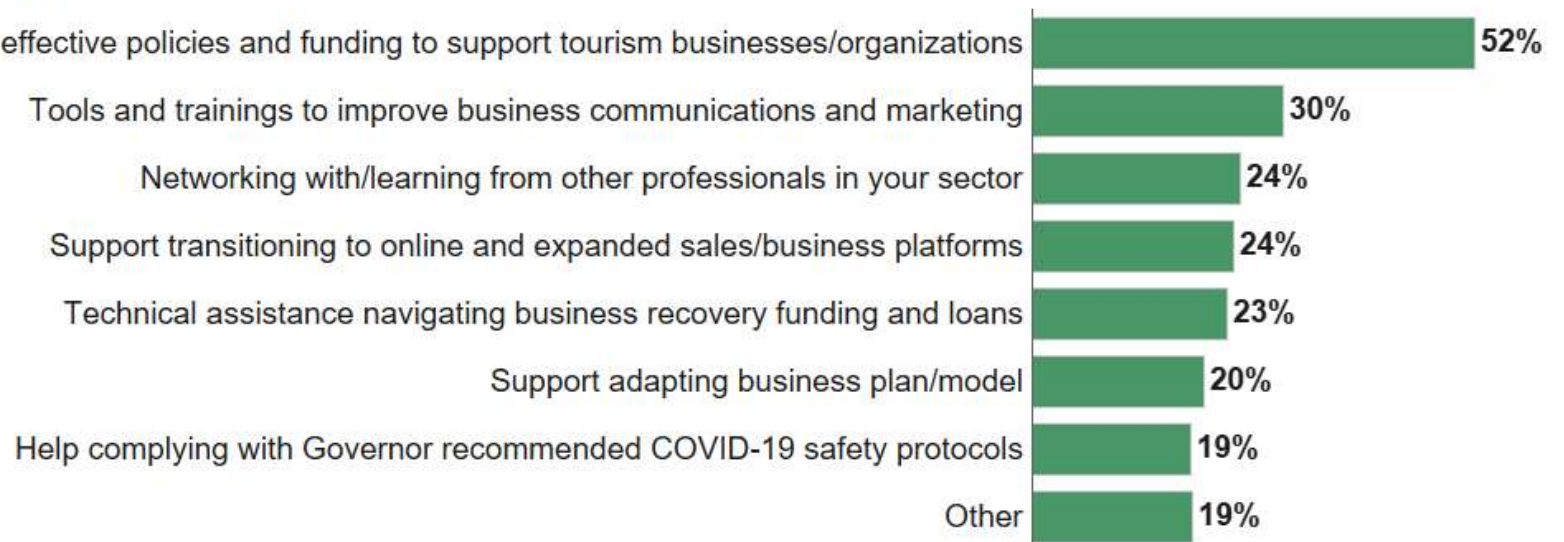 effective policies and funding to support tourism businesses/organizations 52%
Tools and trainings to improve business communications and marketing 30%
Networking with/learning from other professionals in your sector 24%
Support transitioning to online and expanded sales/business platforms 24%
Technical assistance navigating business recovery funding and loans 23%
Support adapting business plan/model 20%
Help complying with Governor recommended COVID-19 safety protocols 19%
Other 19%